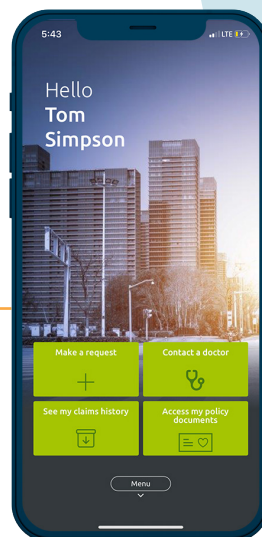 5:43
LTE
Hello
Tom
Simpson
Make a request
Contact a doctor
See my claims history
Access my policy
documents
Menu